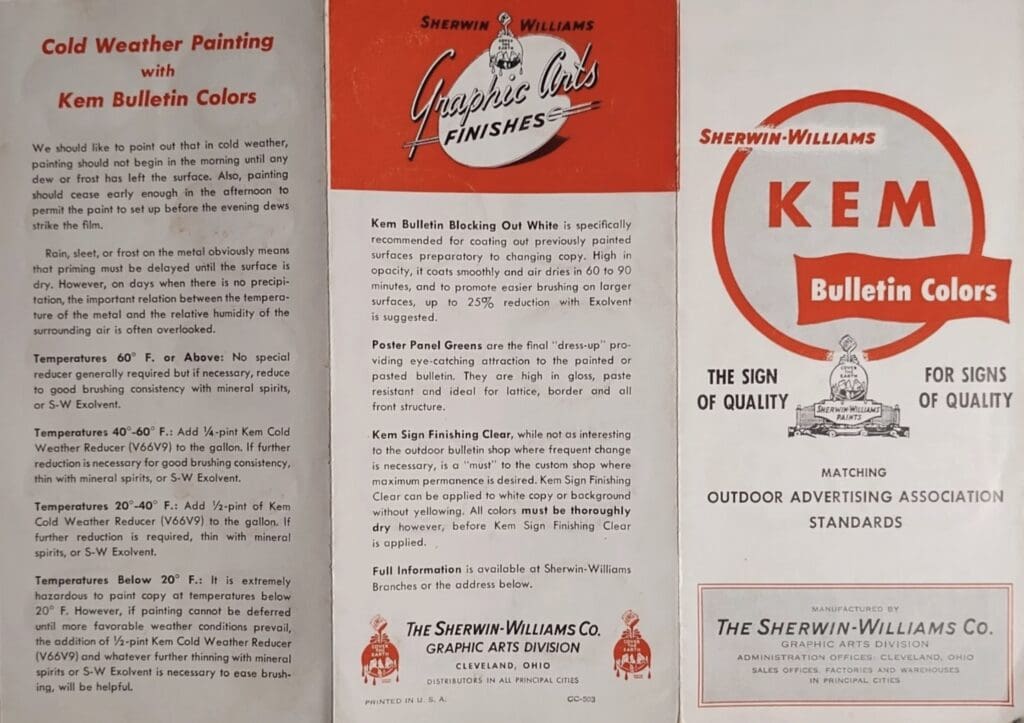 Cold Weather Painting
with
Kem Bulletin Colors
We should like to point out that in cold weather,
painting should not begin in the morning until any
dew or frost has left the surface. Also, painting
should cease early enough in the afternoon to
permit the paint to set up before the evening dews
strike the film.
Rain, sleet, or frost on the metal obviously means
that priming must be delayed until the surface is
dry. However, on days when there is no precipi-
tation, the important relation between the tempera-
ture of the metal and the relative humidity of the
surrounding air is often overlooked.
Temperatures 60° F. or Above: No special
reducer generally required but if necessary, reduce
to good brushing consistency with mineral spirits,
or S-W Exolvent.
Temperatures 40°-60° F.: Add ¼-pint Kem Cold
Weather Reducer (V66V9) to the gallon. If further
reduction is necessary for good brushing consistency,
thin with mineral spirits, or S-W Exolvent.
Temperatures 20°-40° F.: Add ½-pint of Kem
Cold Weather Reducer (V66V9) to the gallon. If
further reduction is required, thin with mineral
spirits, or S-W Exolvent.
Temperatures Below 20° F.: It is extremely
hazardous to paint copy at temperatures below
20° F. However, if painting cannot be deferred
until more favorable weather conditions prevail,
the addition of ½-pint Kem Cold Weather Reducer
(V66V9) and whatever further thinning with mineral
spirits or S-W Exolvent is necessary to ease brush-
ing, will be helpful.
SHERWIN WILLIAMS
COVER THE EARTH
Graphic Arts
FINISHES
Kem Bulletin Blocking Out White is specifically
recommended for coating out previously painted
surfaces preparatory to changing copy. High in
opacity, it coats smoothly and air dries in 60 to 90
minutes, and to promote easier brushing on larger
surfaces, up to 25% reduction with Exolvent
is suggested.
Poster Panel Greens are the final "dress-up" pro-
viding eye-catching attraction to the painted or
pasted bulletin. They are high in gloss, paste
resistant and ideal for lattice, border and all
front structure.
Kem Sign Finishing Clear, while not as interesting
to the outdoor bulletin shop where frequent change
is necessary, is a "must" to the custom shop where
maximum permanence is desired. Kem Sign Finishing
Clear can be applied to white copy or background
without yellowing. All colors must be thoroughly
dry however, before Kem Sign Finishing Clear
is applied.
Full Information is available at Sherwin-Williams
Branches or the address below.
COVER THE EARTH
THE SHERWIN-WILLIAMS CO.
GRAPHIC ARTS DIVISION
CLEVELAND, OHIO
DISTRIBUTORS IN ALL PRINCIPAL CITIES
COVER THE EARTH
PRINTED IN U. S. A. GC-503
SHERWIN-WILLIAMS
KEM
Bulletin Colors
THE SIGN
OF QUALITY
COVER THE EARTH
SHERWIN-WILLIAMS
PAINTS
FOR SIGNS
OF QUALITY
MATCHING
OUTDOOR ADVERTISING ASSOCIATION
STANDARDS
MANUFACTURED BY
THE SHERWIN-WILLIAMS CO.
GRAPHIC ARTS DIVISION
ADMINISTRATION OFFICES: CLEVELAND, OHIO
SALES OFFICES, FACTORIES AND WAREHOUSES
IN PRINCIPAL CITIES